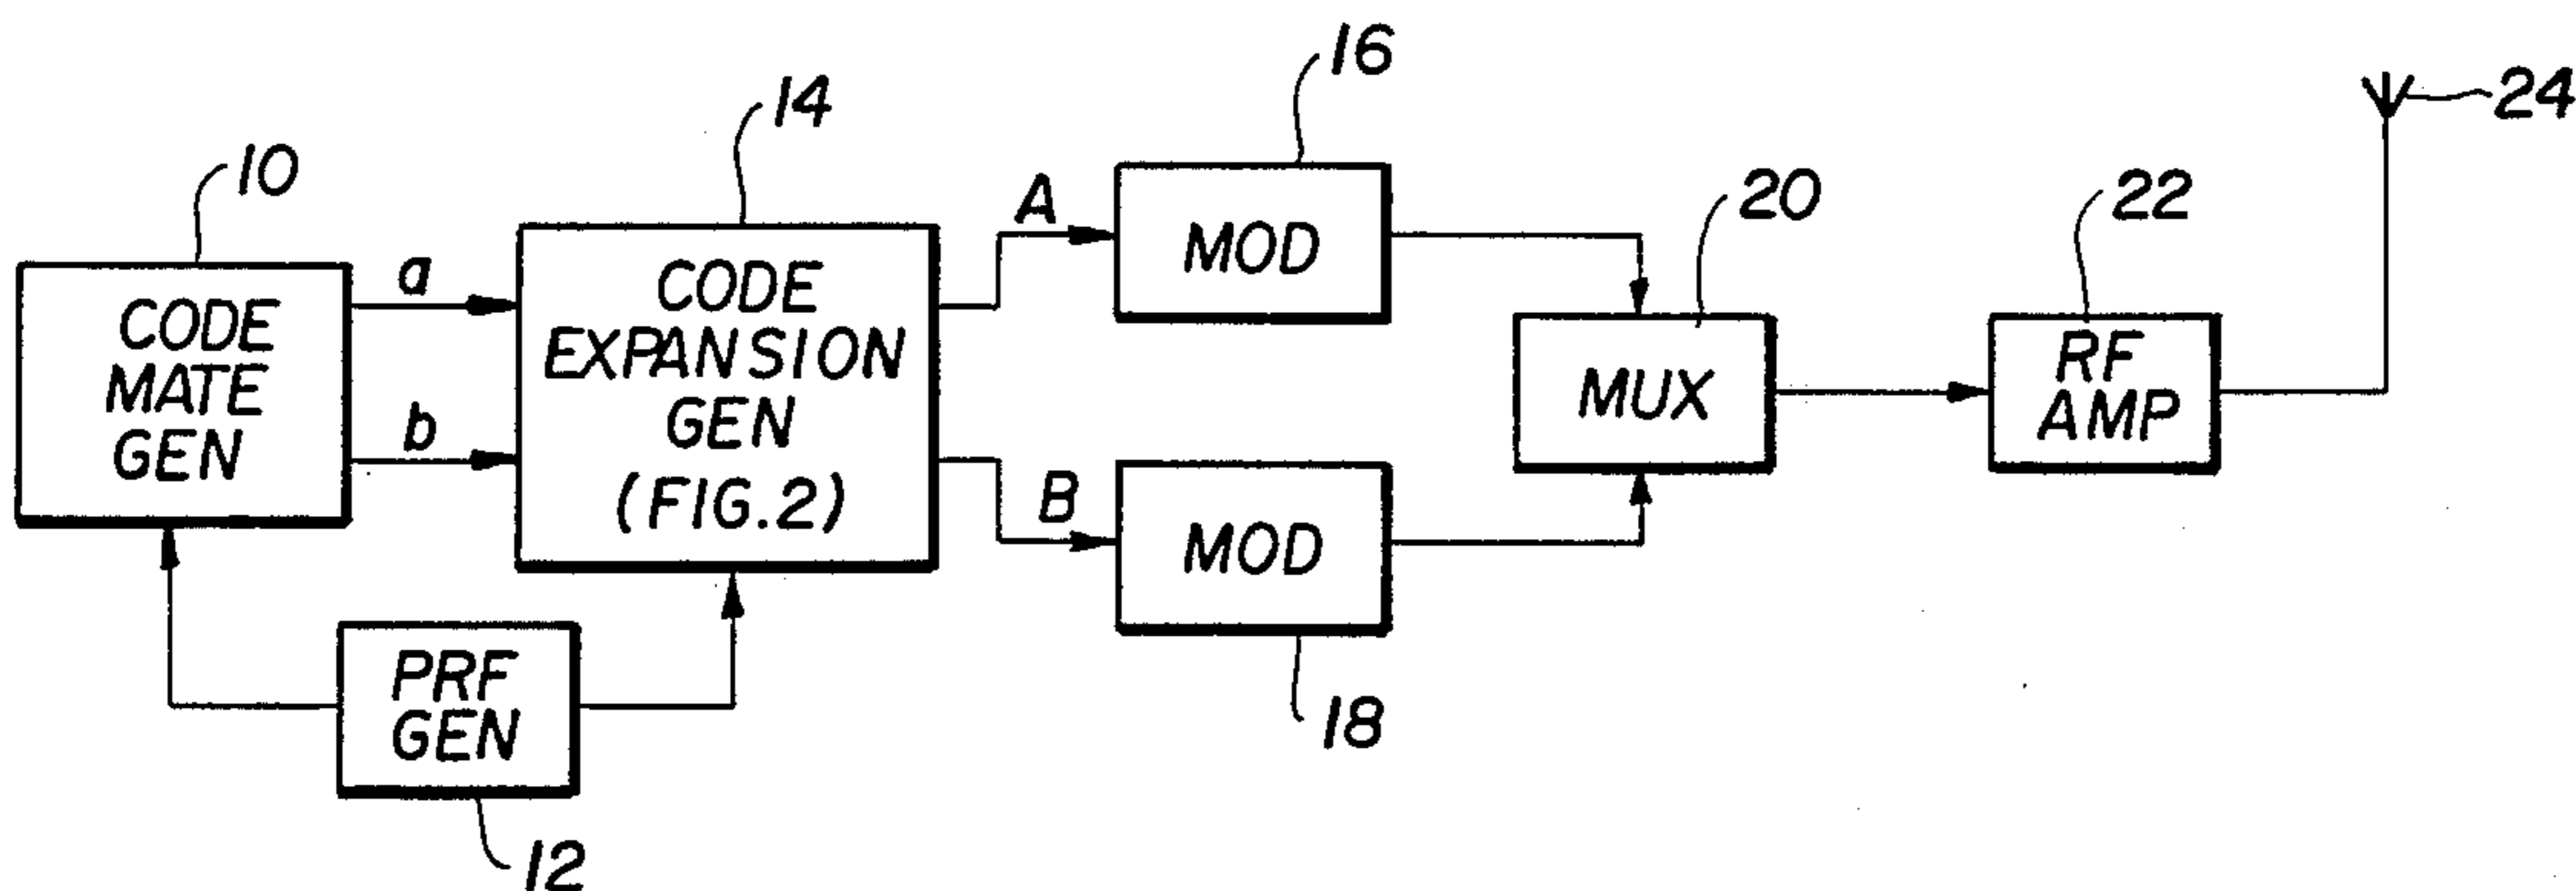 10
CODE
MATE
GEN
a
b
14
CODE
EXPANSION
GEN
(FIG.2)
PRF
GEN
12
A
B
16
MOD
MOD
18
20
MUX
22
RF
AMP
24